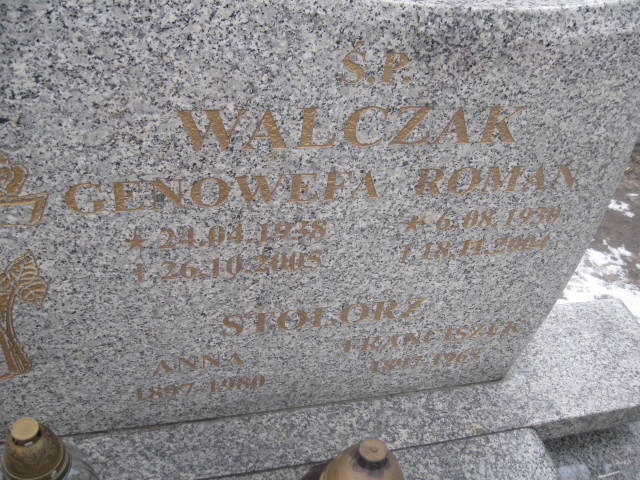 Ś.P.
WALCZAK
GENOWEFA ROMAN
★ 24.04.1938 ★ 6.08.1930
† 26.10.2005 † 18.11.2004
STOLORZ
ANNA FRANCISZEK
1897-1980